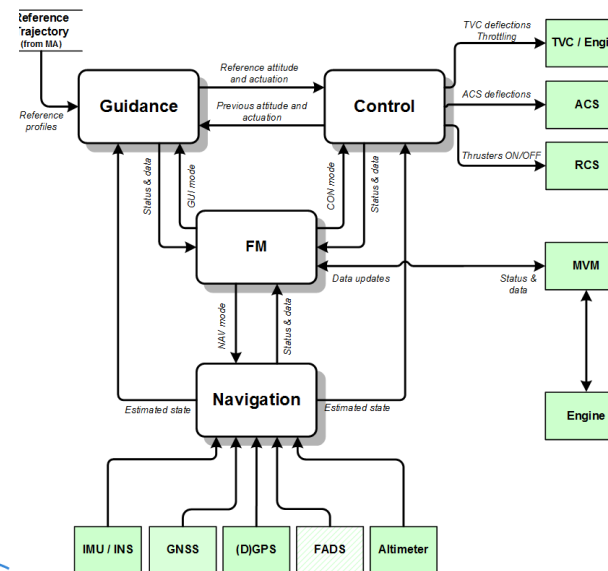 Reference
Trajectory
(from MA)
Reference
profiles
Guidance
Reference attitude
and actuation
Previous attitude and
actuation
Control
TVC deflections
Throttling
TVC / Engi
ACS deflections
ACS
Thrusters ON/OFF
RCS
Status & data
GUI mode
CON mode
Status & data
FM
Data updates
Status &
data
MVM
NAV mode
Status & data
Engine
Estimated state
Navigation
Estimated state
IMU / INS
GNSS
(D)GPS
FADS
Altimeter